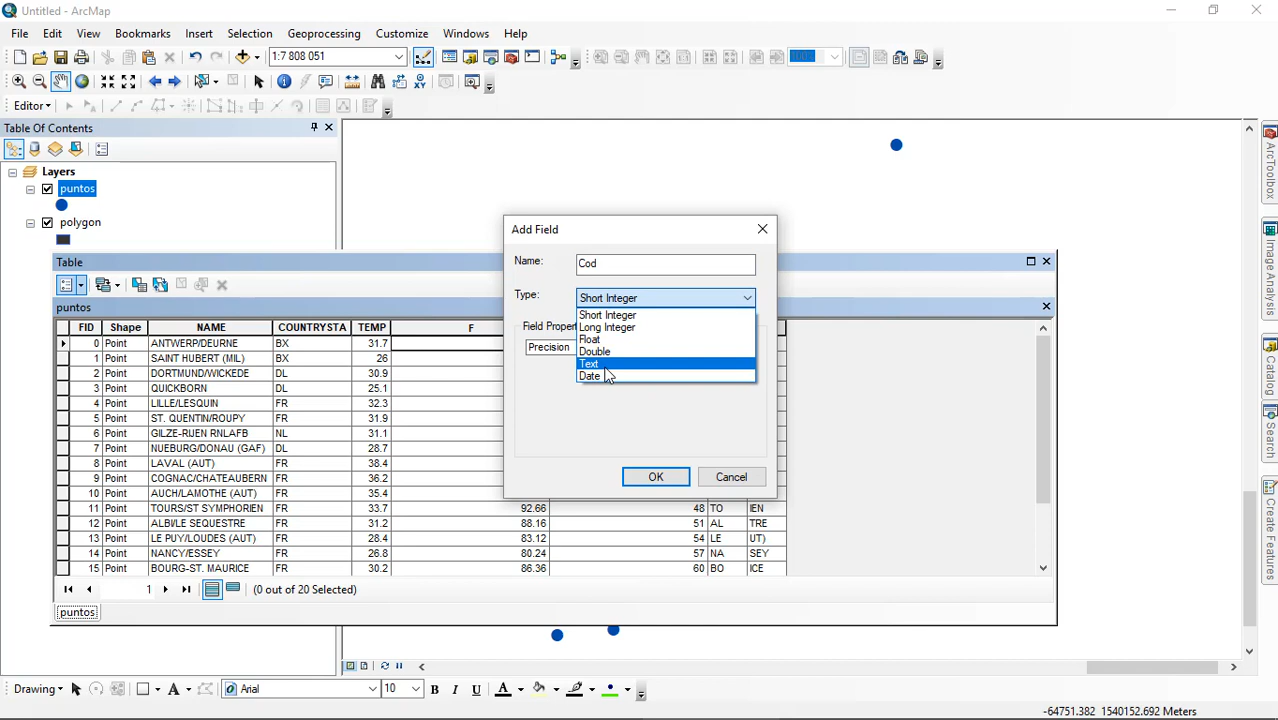 Untitled - ArcMap
File Edit View Bookmarks Insert Selection Geoprocessing Customize Windows Help
1:7 808 051
Editor
Table Of Contents
Layers
puntos
polygon
ArcToolbox
Catalog
Search
Create Features
Add Field
Name: Cod
Type: Short Integer
Short Integer
Long Integer
Float
Double
Text
Date
Precision
OK Cancel
Table
puntos
FID Shape NAME COUNTRYSTA TEMP F
0 Point ANTWERP/DEURNE BX 31.7
1 Point SAINT HUBERT (MIL) BX 26
2 Point DORTMUND/WICKEDE DL 30.9
3 Point QUICKBORN DL 25.1
4 Point LILLE/LESQUIN FR 32.3
5 Point ST. QUENTIN/ROUPY FR 31.9
6 Point GILZE-RIJEN RNLAFB NL 31.1
7 Point NUEBURG/DONAU (GAF) DL 28.7
8 Point LAVAL (AUT) FR 38.4
9 Point COGNAC/CHATEAUBERN FR 36.2
10 Point AUCH/LAMOTHE (AUT) FR 35.4
11 Point TOURS/ST SYMPHORIEN FR 33.7 92.66 48 TO IEN
12 Point ALBI/LE SEQUESTRE FR 31.2 88.16 51 AL TRE
13 Point LE PUY/LOUDES (AUT) FR 28.4 83.12 54 LE UT)
14 Point NANCY/ESSEY FR 26.8 80.24 57 NA SEY
15 Point BOURG-ST. MAURICE FR 30.2 86.36 60 BO ICE
1 (0 out of 20 Selected)
puntos
Drawing A Arial 10 B I U A
-64751.382 1540152.692 Meters